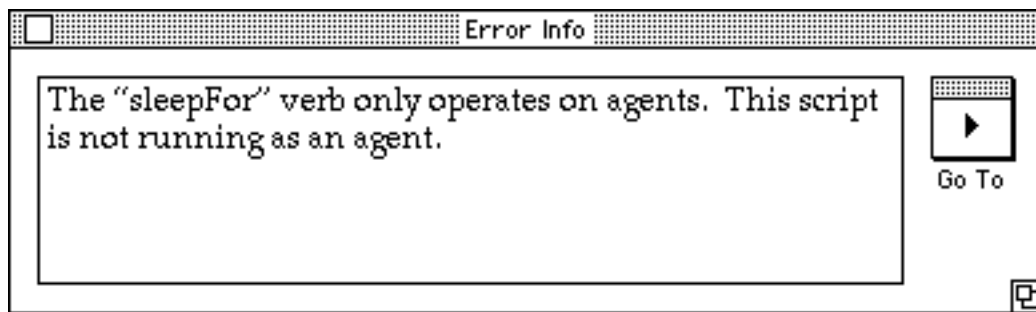 Error Info
The “sleepFor” verb only operates on agents.  This script
is not running as an agent.
Go To